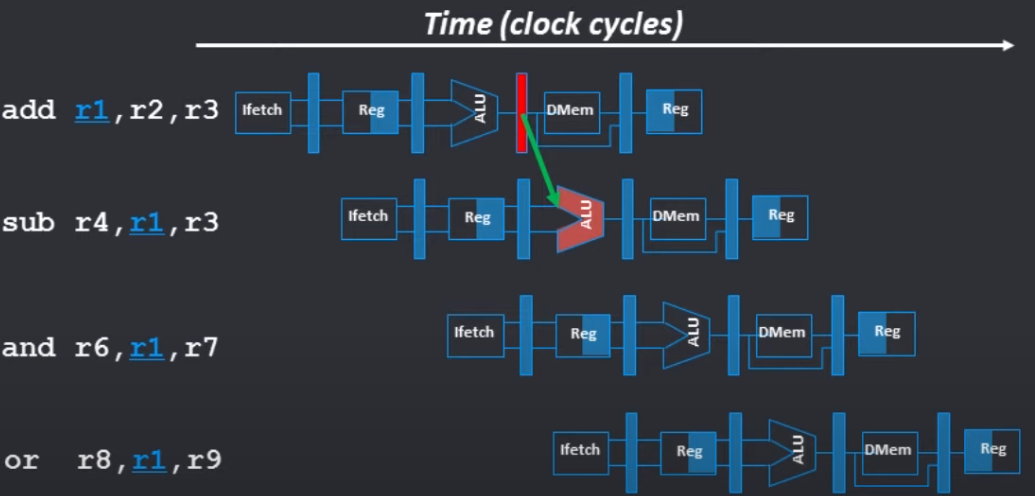 Time (clock cycles)
add r1,r2,r3 Ifetch Reg ALU DMem Reg
sub r4,r1,r3 Ifetch Reg ALU DMem Reg
and r6,r1,r7 Ifetch Reg ALU DMem Reg
or r8,r1,r9 Ifetch Reg ALU DMem Reg